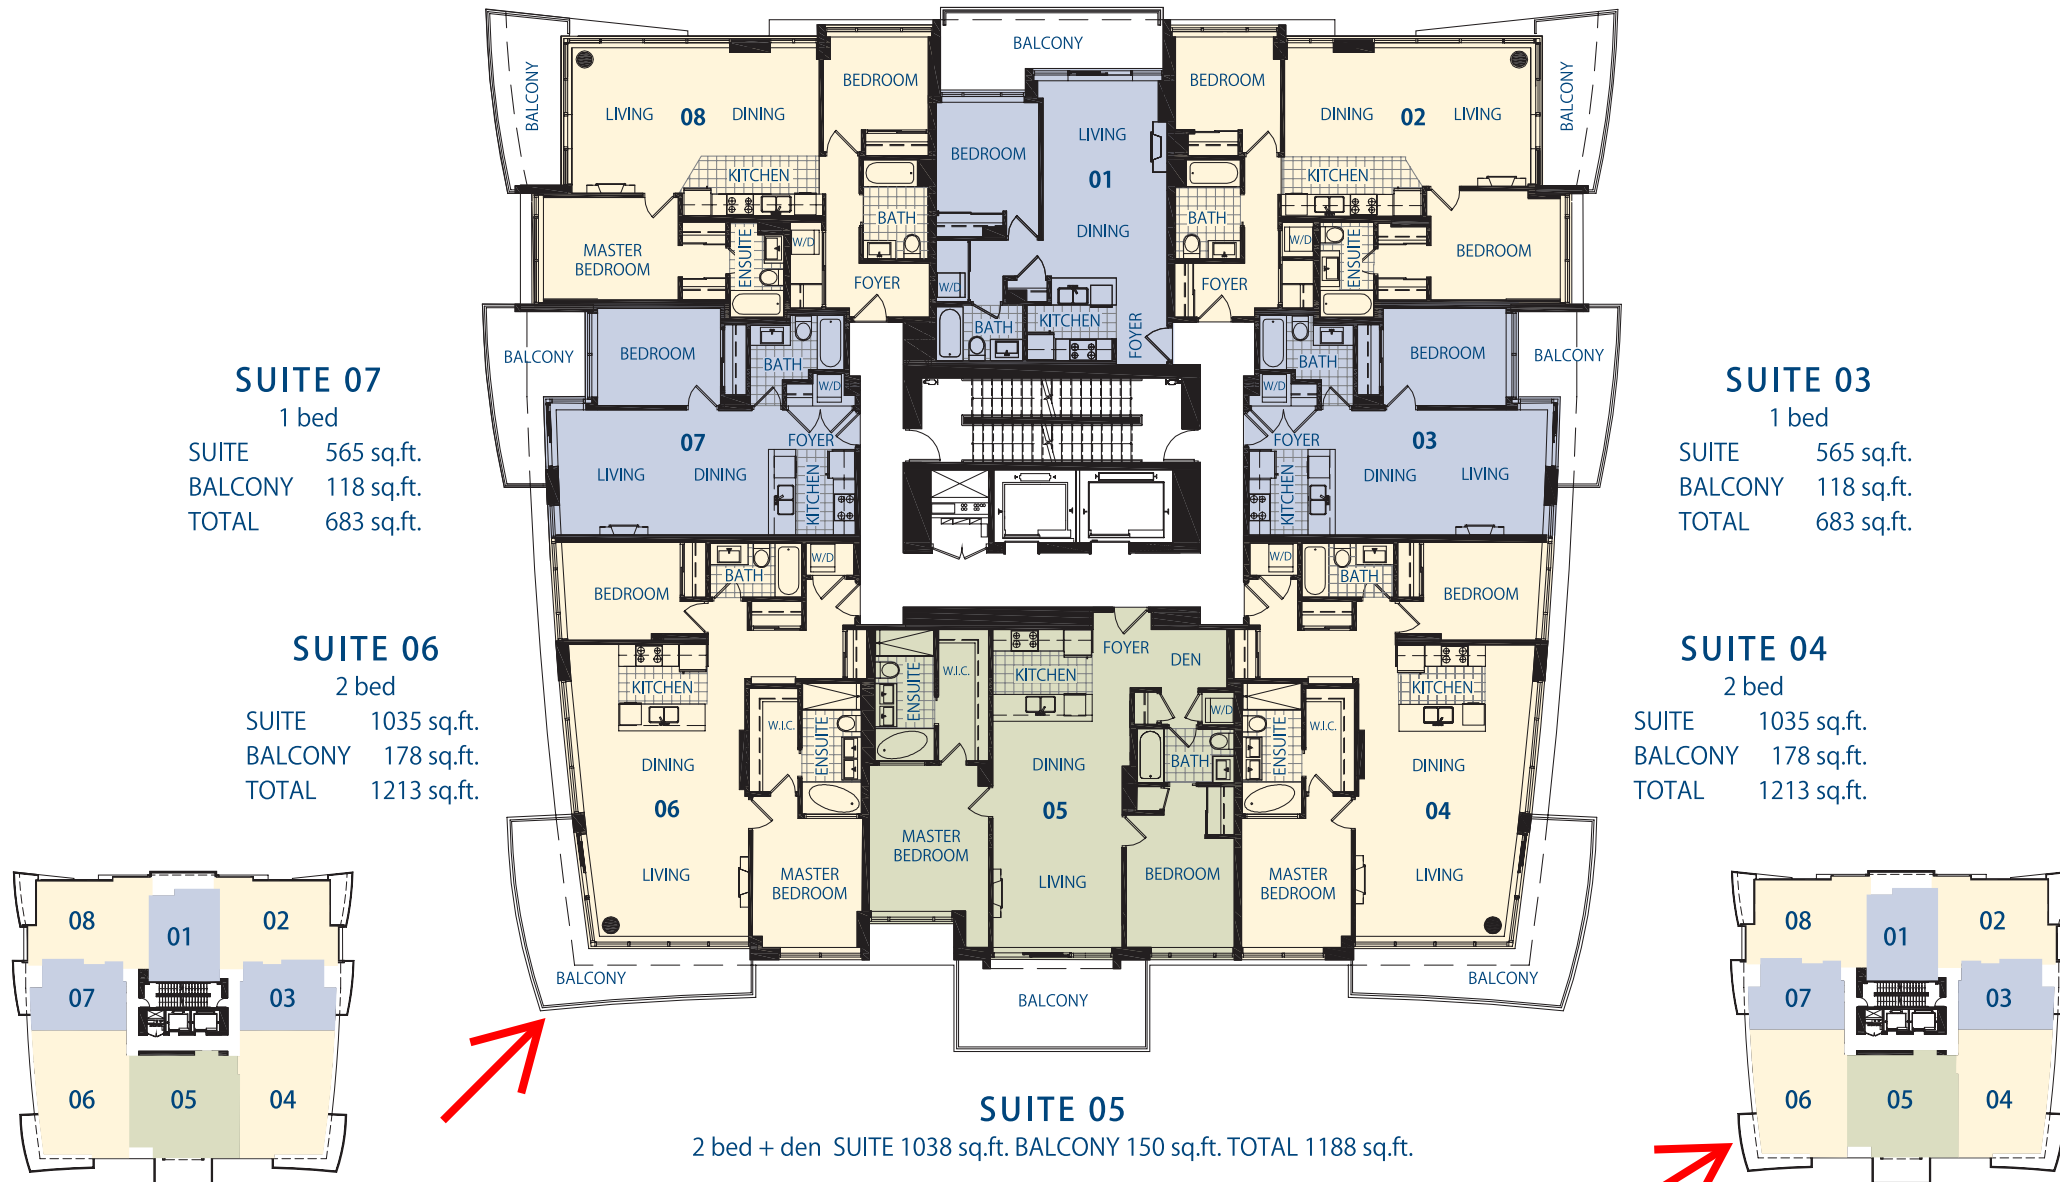 BALCONY
BALCONY
LIVING 08 DINING
BEDROOM
KITCHEN
BATH
MASTER
BEDROOM
ENSUITE
W/D
FOYER
BEDROOM
LIVING
01
DINING
W/D
BATH
KITCHEN
FOYER
BEDROOM
DINING 02 LIVING
BALCONY
KITCHEN
BATH
W/D
ENSUITE
BEDROOM
FOYER
BALCONY
BEDROOM
BATH
W/D
07
FOYER
LIVING
DINING
KITCHEN
BATH
BEDROOM
BALCONY
W/D
FOYER
03
DINING
LIVING
KITCHEN
SUITE 07
1 bed
SUITE 565 sq.ft.
BALCONY 118 sq.ft.
TOTAL 683 sq.ft.
SUITE 03
1 bed
SUITE 565 sq.ft.
BALCONY 118 sq.ft.
TOTAL 683 sq.ft.
BEDROOM
BATH
W/D
KITCHEN
W.I.C.
ENSUITE
DINING
06
LIVING
MASTER
BEDROOM
BALCONY
ENSUITE
W.I.C.
KITCHEN
FOYER
DEN
W/D
DINING
BATH
05
MASTER
BEDROOM
LIVING
BEDROOM
BALCONY
W/D
BATH
BEDROOM
KITCHEN
ENSUITE
W.I.C.
DINING
04
LIVING
MASTER
BEDROOM
BALCONY
SUITE 06
2 bed
SUITE 1035 sq.ft.
BALCONY 178 sq.ft.
TOTAL 1213 sq.ft.
SUITE 04
2 bed
SUITE 1035 sq.ft.
BALCONY 178 sq.ft.
TOTAL 1213 sq.ft.
08
01
02
07
03
06
05
04
08
01
02
07
03
06
05
04
SUITE 05
2 bed + den SUITE 1038 sq.ft. BALCONY 150 sq.ft. TOTAL 1188 sq.ft.